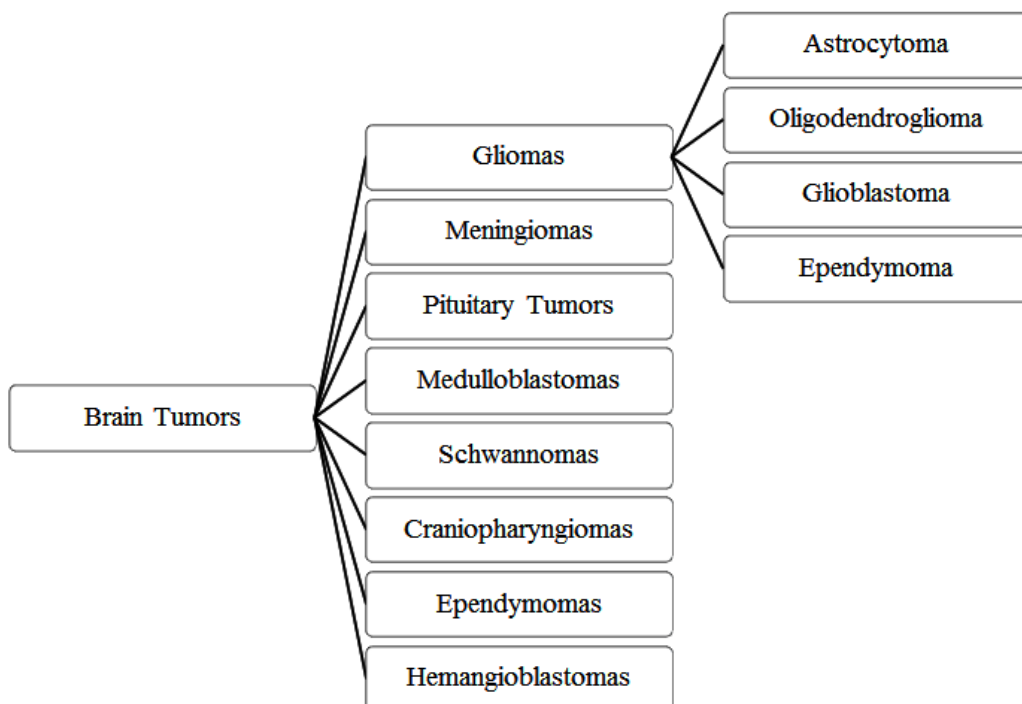 Brain Tumors
Gliomas
Meningiomas
Pituitary Tumors
Medulloblastomas
Schwannomas
Craniopharyngiomas
Ependymomas
Hemangioblastomas
Astrocytoma
Oligodendroglioma
Glioblastoma
Ependymoma